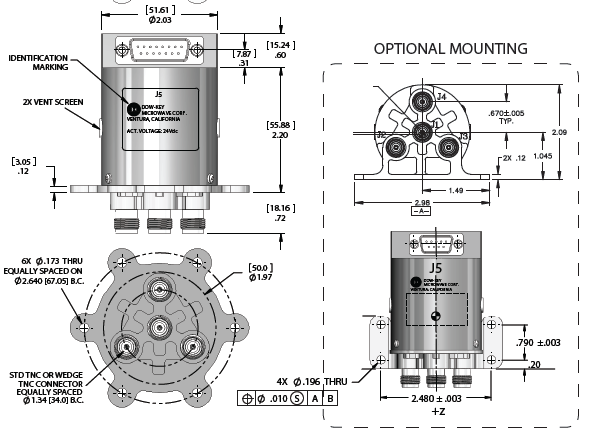 [51.61]
Ø2.03
[7.87]
.31
[15.24]
.60
IDENTIFICATION
MARKING
2X VENT SCREEN
J5
DOW-KEY
MICROWAVE CORP.
VENTURA, CALIFORNIA
ACT. VOLTAGE: 24Vdc
[55.88]
2.20
[3.05]
.12
[18.16]
.72
6X Ø.173 THRU
EQUALLY SPACED ON
Ø2.640 [67.05] B.C.
[50.0]
Ø1.97
STD TNC OR WEDGE
TNC CONNECTOR
EQUALLY SPACED
Ø1.34 [34.0] B.C.
OPTIONAL MOUNTING
J4
J1
J2
J3
.670±.005
TYP.
2.09
2X .12
1.045
1.49
2.98
-A-
J5
DOW-KEY
MICROWAVE CORP.
VENTURA, CALIFORNIA
.790 ±.003
.20
4X Ø.196 THRU
Ø .010 Ⓢ A B
2.480 ±.003
+Z